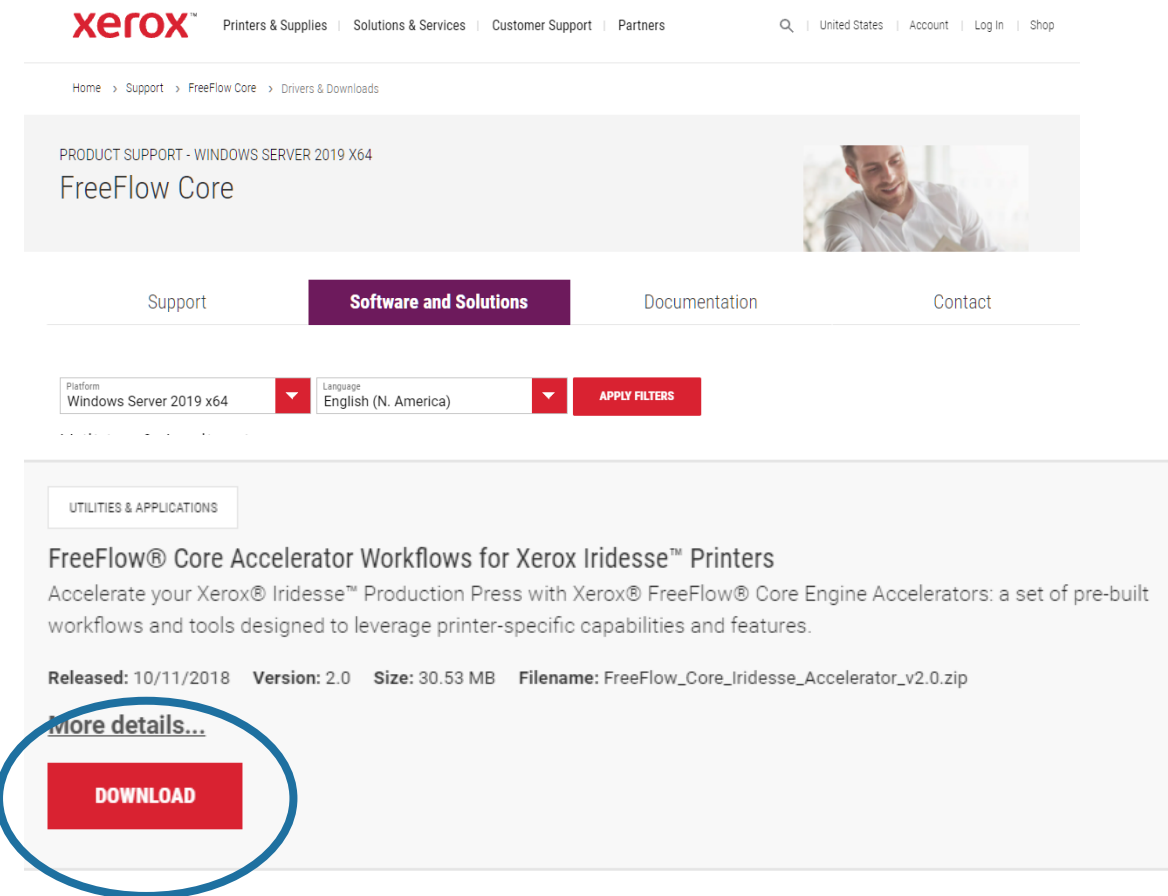 xerox™
Printers & Supplies | Solutions & Services | Customer Support | Partners
United States | Account | Log In | Shop
Home > Support > FreeFlow Core > Drivers & Downloads
PRODUCT SUPPORT - WINDOWS SERVER 2019 X64
FreeFlow Core
Support
Software and Solutions
Documentation
Contact
Platform
Windows Server 2019 x64
Language
English (N. America)
APPLY FILTERS
UTILITIES & APPLICATIONS
FreeFlow® Core Accelerator Workflows for Xerox Iridesse™ Printers
Accelerate your Xerox® Iridesse™ Production Press with Xerox® FreeFlow® Core Engine Accelerators: a set of pre-built
workflows and tools designed to leverage printer-specific capabilities and features.
Released: 10/11/2018 Version: 2.0 Size: 30.53 MB Filename: FreeFlow_Core_Iridesse_Accelerator_v2.0.zip
More details...
DOWNLOAD